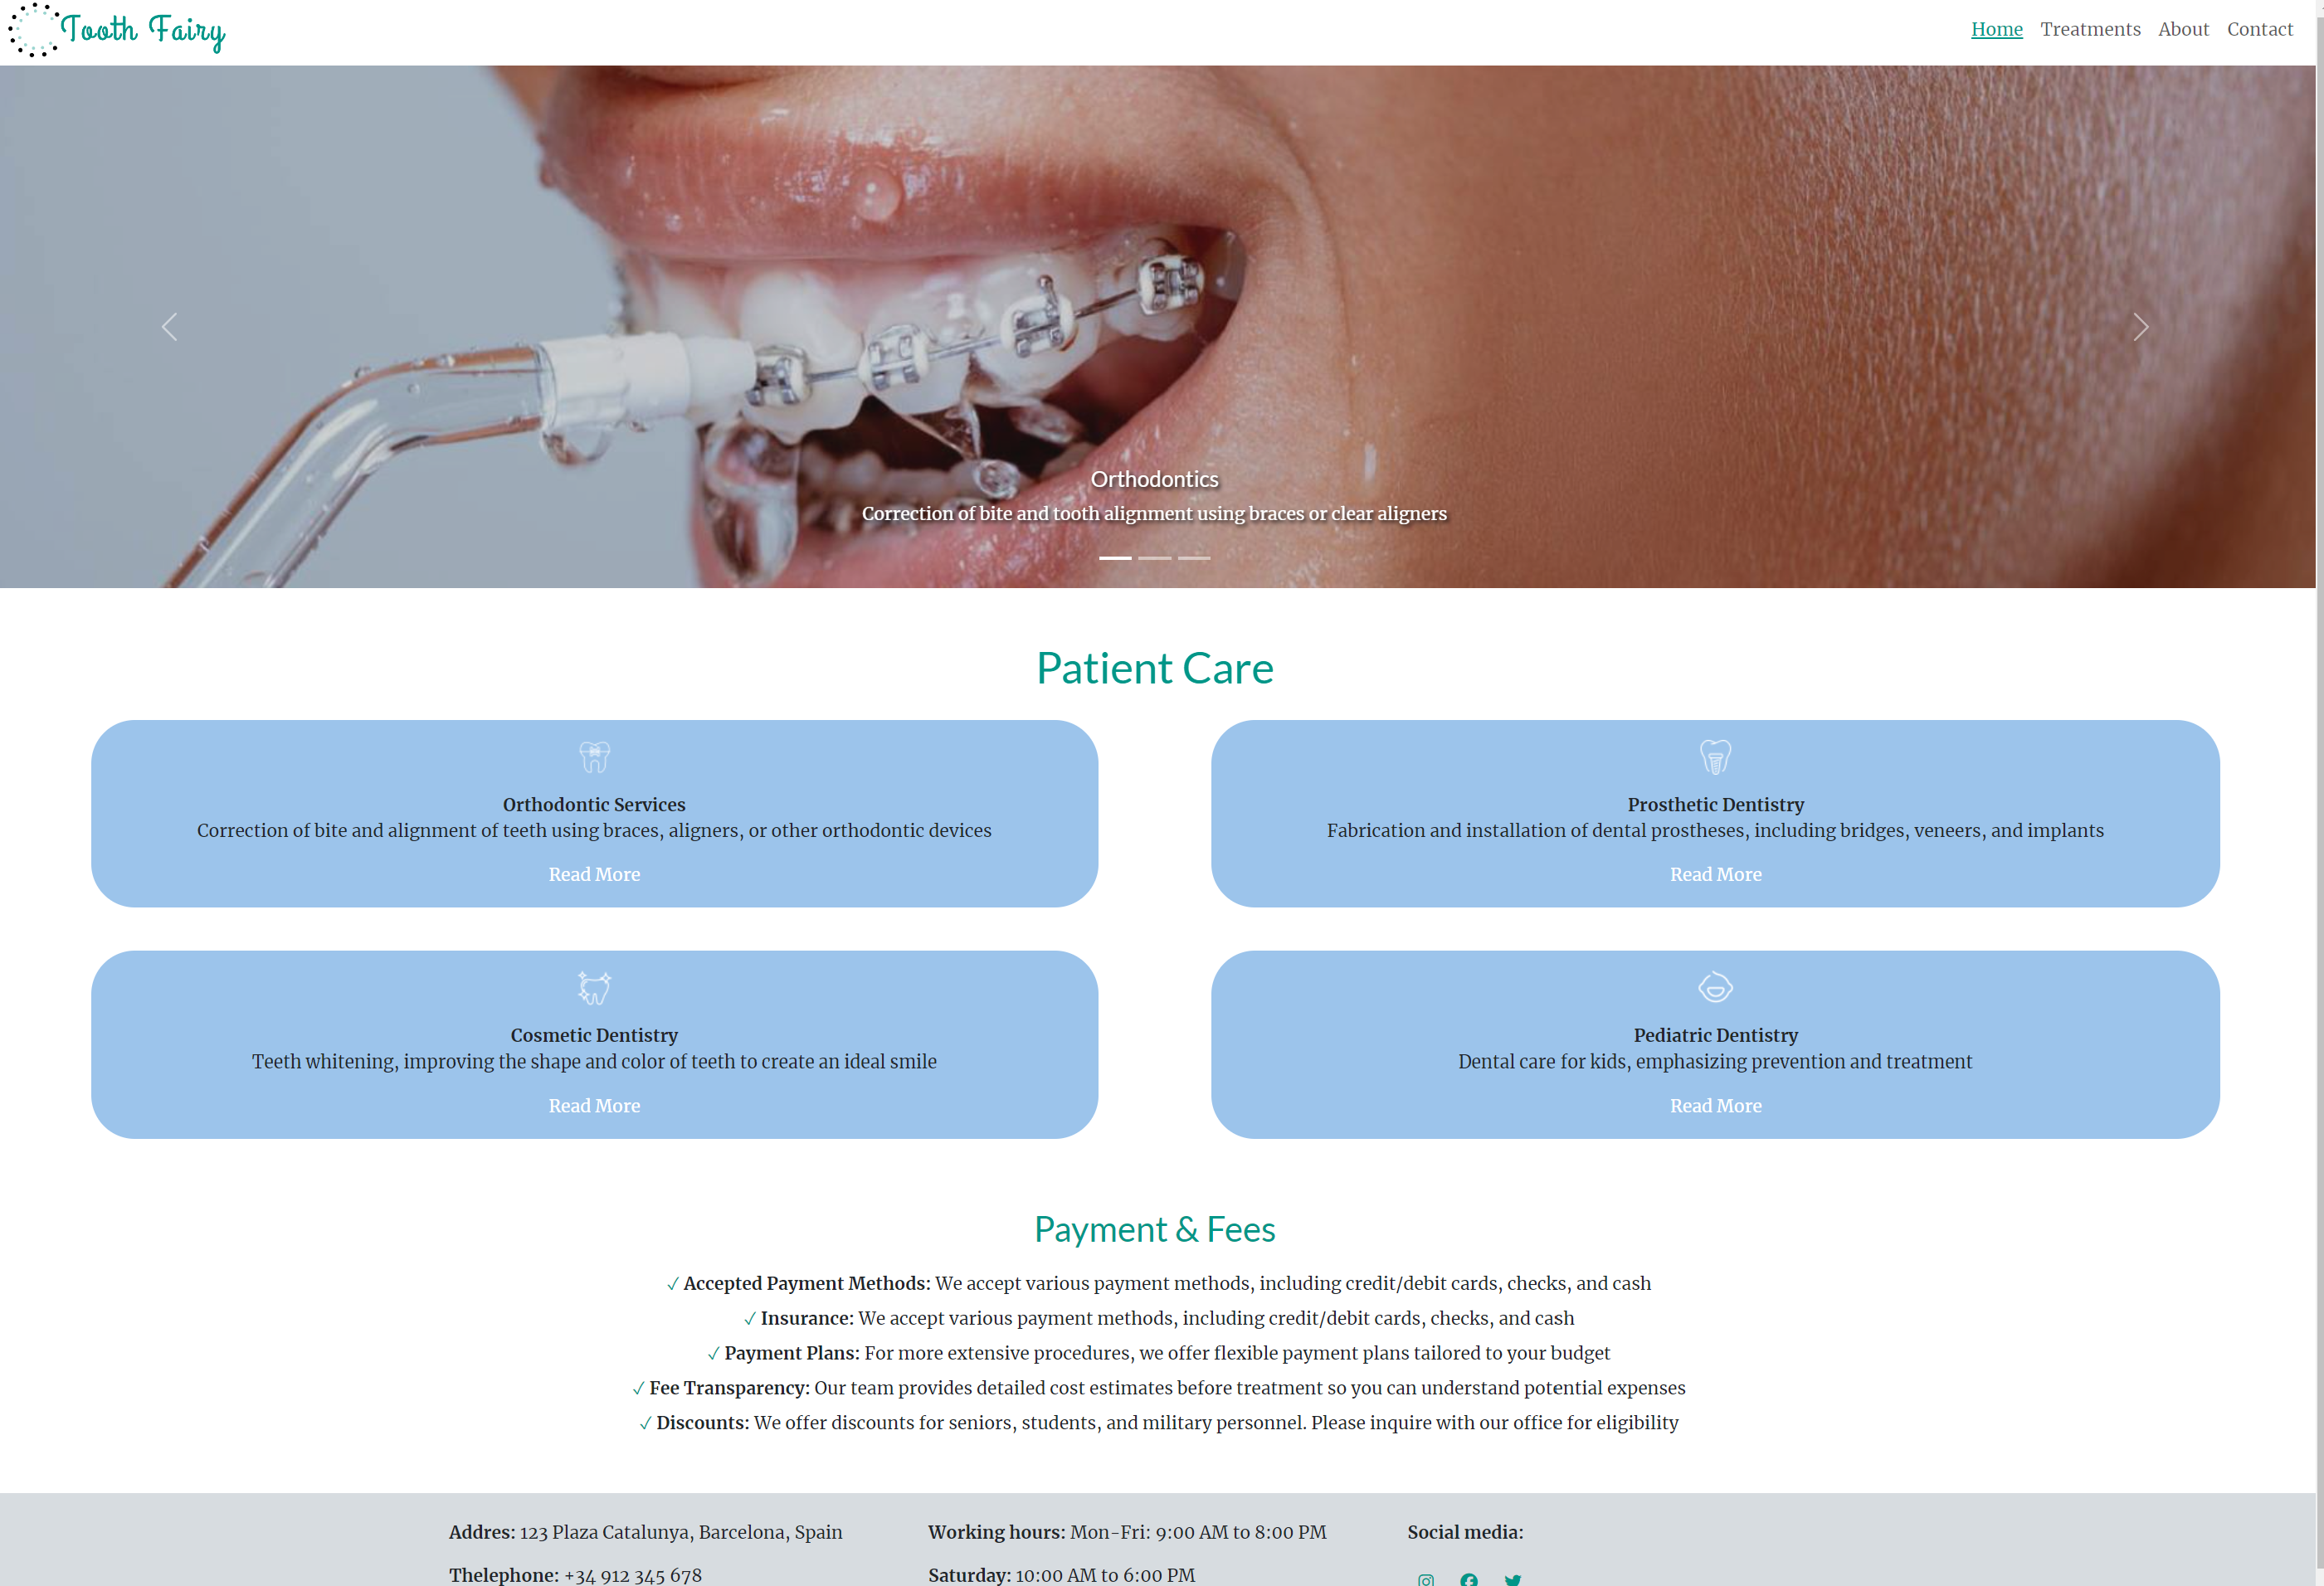 Tooth Fairy
Home Treatments About Contact
Orthodontics
Correction of bite and tooth alignment using braces or clear aligners
Patient Care
Orthodontic Services
Correction of bite and alignment of teeth using braces, aligners, or other orthodontic devices
Read More
Prosthetic Dentistry
Fabrication and installation of dental prostheses, including bridges, veneers, and implants
Read More
Cosmetic Dentistry
Teeth whitening, improving the shape and color of teeth to create an ideal smile
Read More
Pediatric Dentistry
Dental care for kids, emphasizing prevention and treatment
Read More
Payment & Fees
✓ Accepted Payment Methods: We accept various payment methods, including credit/debit cards, checks, and cash
✓ Insurance: We accept various payment methods, including credit/debit cards, checks, and cash
✓ Payment Plans: For more extensive procedures, we offer flexible payment plans tailored to your budget
✓ Fee Transparency: Our team provides detailed cost estimates before treatment so you can understand potential expenses
✓ Discounts: We offer discounts for seniors, students, and military personnel. Please inquire with our office for eligibility
Addres: 123 Plaza Catalunya, Barcelona, Spain
Thelephone: +34 912 345 678
Working hours: Mon-Fri: 9:00 AM to 8:00 PM
Saturday: 10:00 AM to 6:00 PM
Social media: